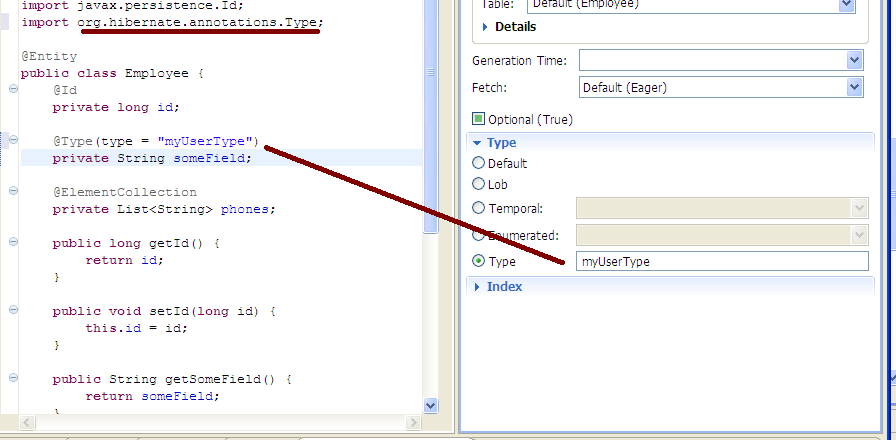 import javax.persistence.Id;
import org.hibernate.annotations.Type;
@Entity
public class Employee {
@Id
private long id;
@Type(type = "myUserType")
private String someField;
@ElementCollection
private List<String> phones;
public long getId() {
return id;
}
public void setId(long id) {
this.id = id;
}
public String getSomeField() {
return someField;
}
Table: Default (Employee)
Details
Generation Time:
Fetch: Default (Eager)
Optional (True)
Type
Default
Lob
Temporal:
Enumerated:
Type myUserType
Index